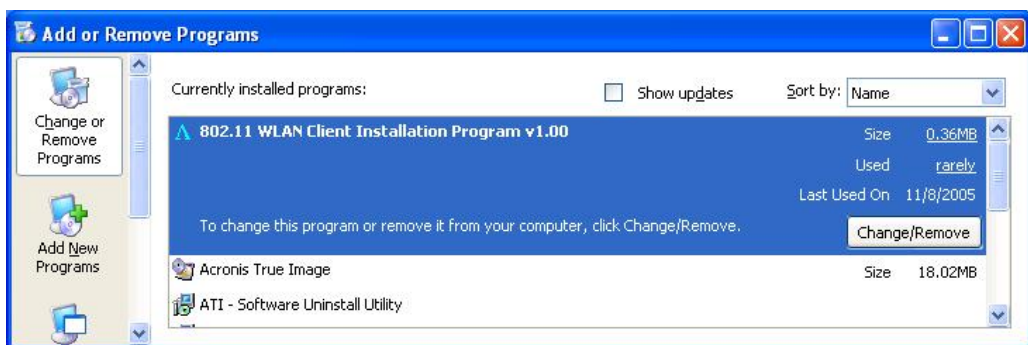 Add or Remove Programs
Change or
Remove
Programs
Add New
Programs
Currently installed programs:
Show updates
Sort by: Name
802.11 WLAN Client Installation Program v1.00
Size 0.36MB
Used rarely
Last Used On 11/8/2005
To change this program or remove it from your computer, click Change/Remove.
Change/Remove
Acronis True Image
Size 18.02MB
ATI - Software Uninstall Utility